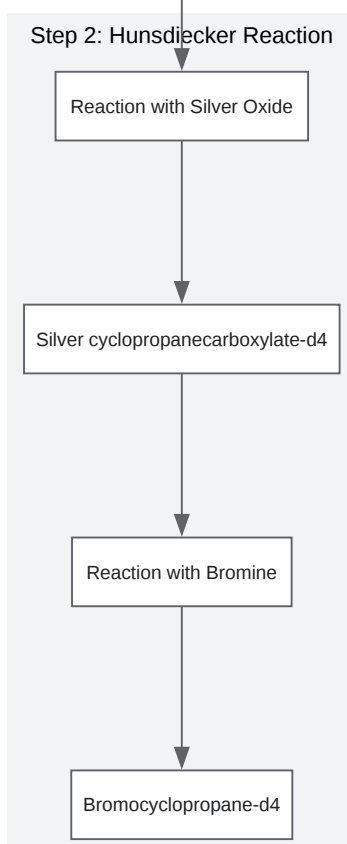 Step 2: Hunsdiecker Reaction
Reaction with Silver Oxide
Silver cyclopropanecarboxylate-d4
Reaction with Bromine
Bromocyclopropane-d4